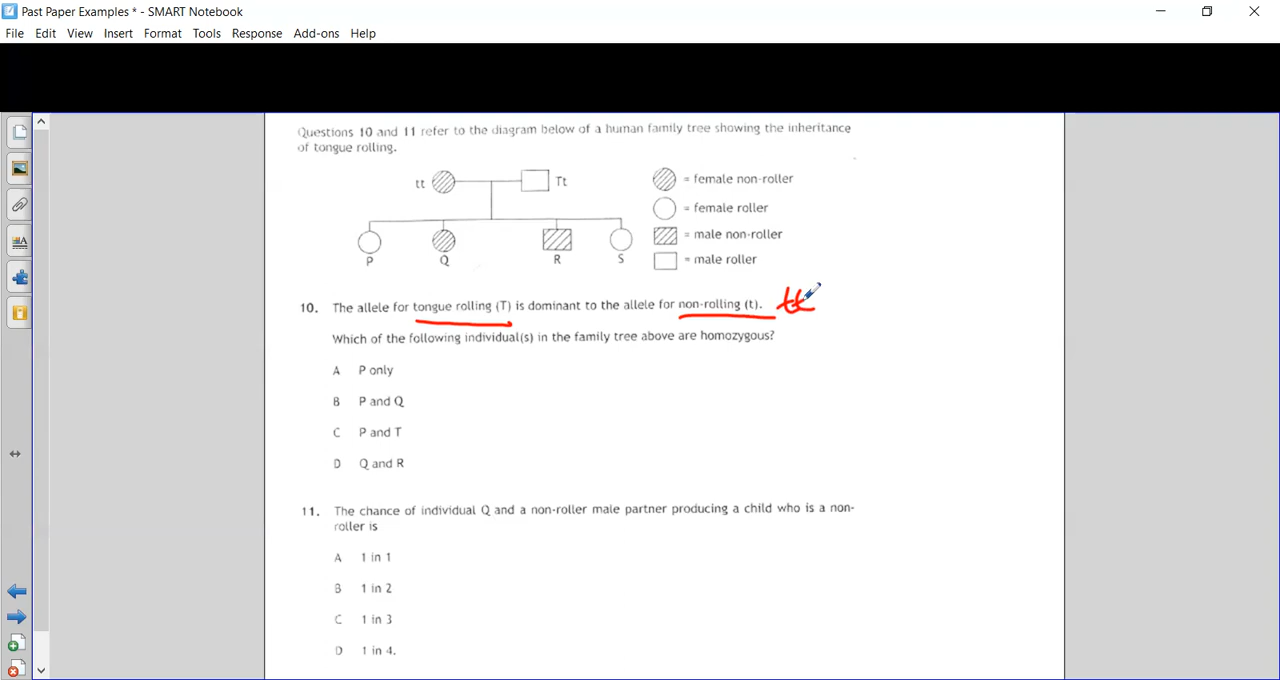 Past Paper Examples * - SMART Notebook
File Edit View Insert Format Tools Response Add-ons Help
Questions 10 and 11 refer to the diagram below of a human family tree showing the inheritance
of tongue rolling.
tt Tt
= female non-roller
= female roller
= male non-roller
= male roller
P Q R S
10. The allele for tongue rolling (T) is dominant to the allele for non-rolling (t). tt
Which of the following individual(s) in the family tree above are homozygous?
A P only
B P and Q
C P and T
D Q and R
11. The chance of individual Q and a non-roller male partner producing a child who is a non-
roller is
A 1 in 1
B 1 in 2
C 1 in 3
D 1 in 4.